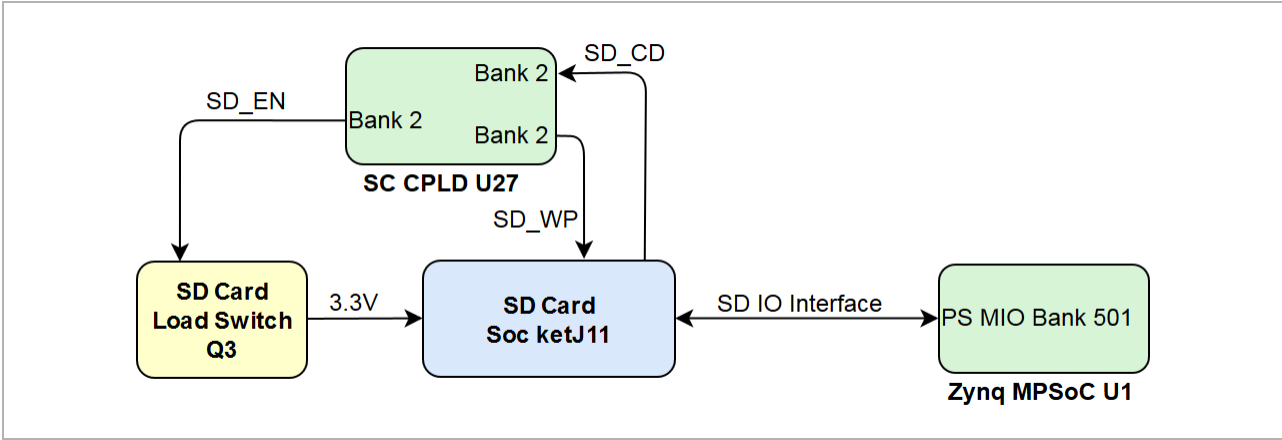 SD_CD
Bank 2
SD_EN
Bank 2
Bank 2
SC CPLD U27
SD_WP
SD Card
Load Switch
Q3
3.3V
SD Card
Soc ketJ11
SD IO Interface
PS MIO Bank 501
Zynq MPSoC U1